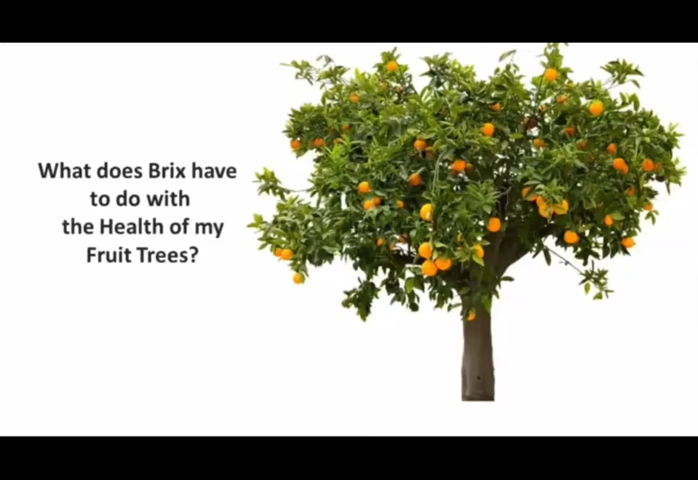 What does Brix have
to do with
the Health of my
Fruit Trees?